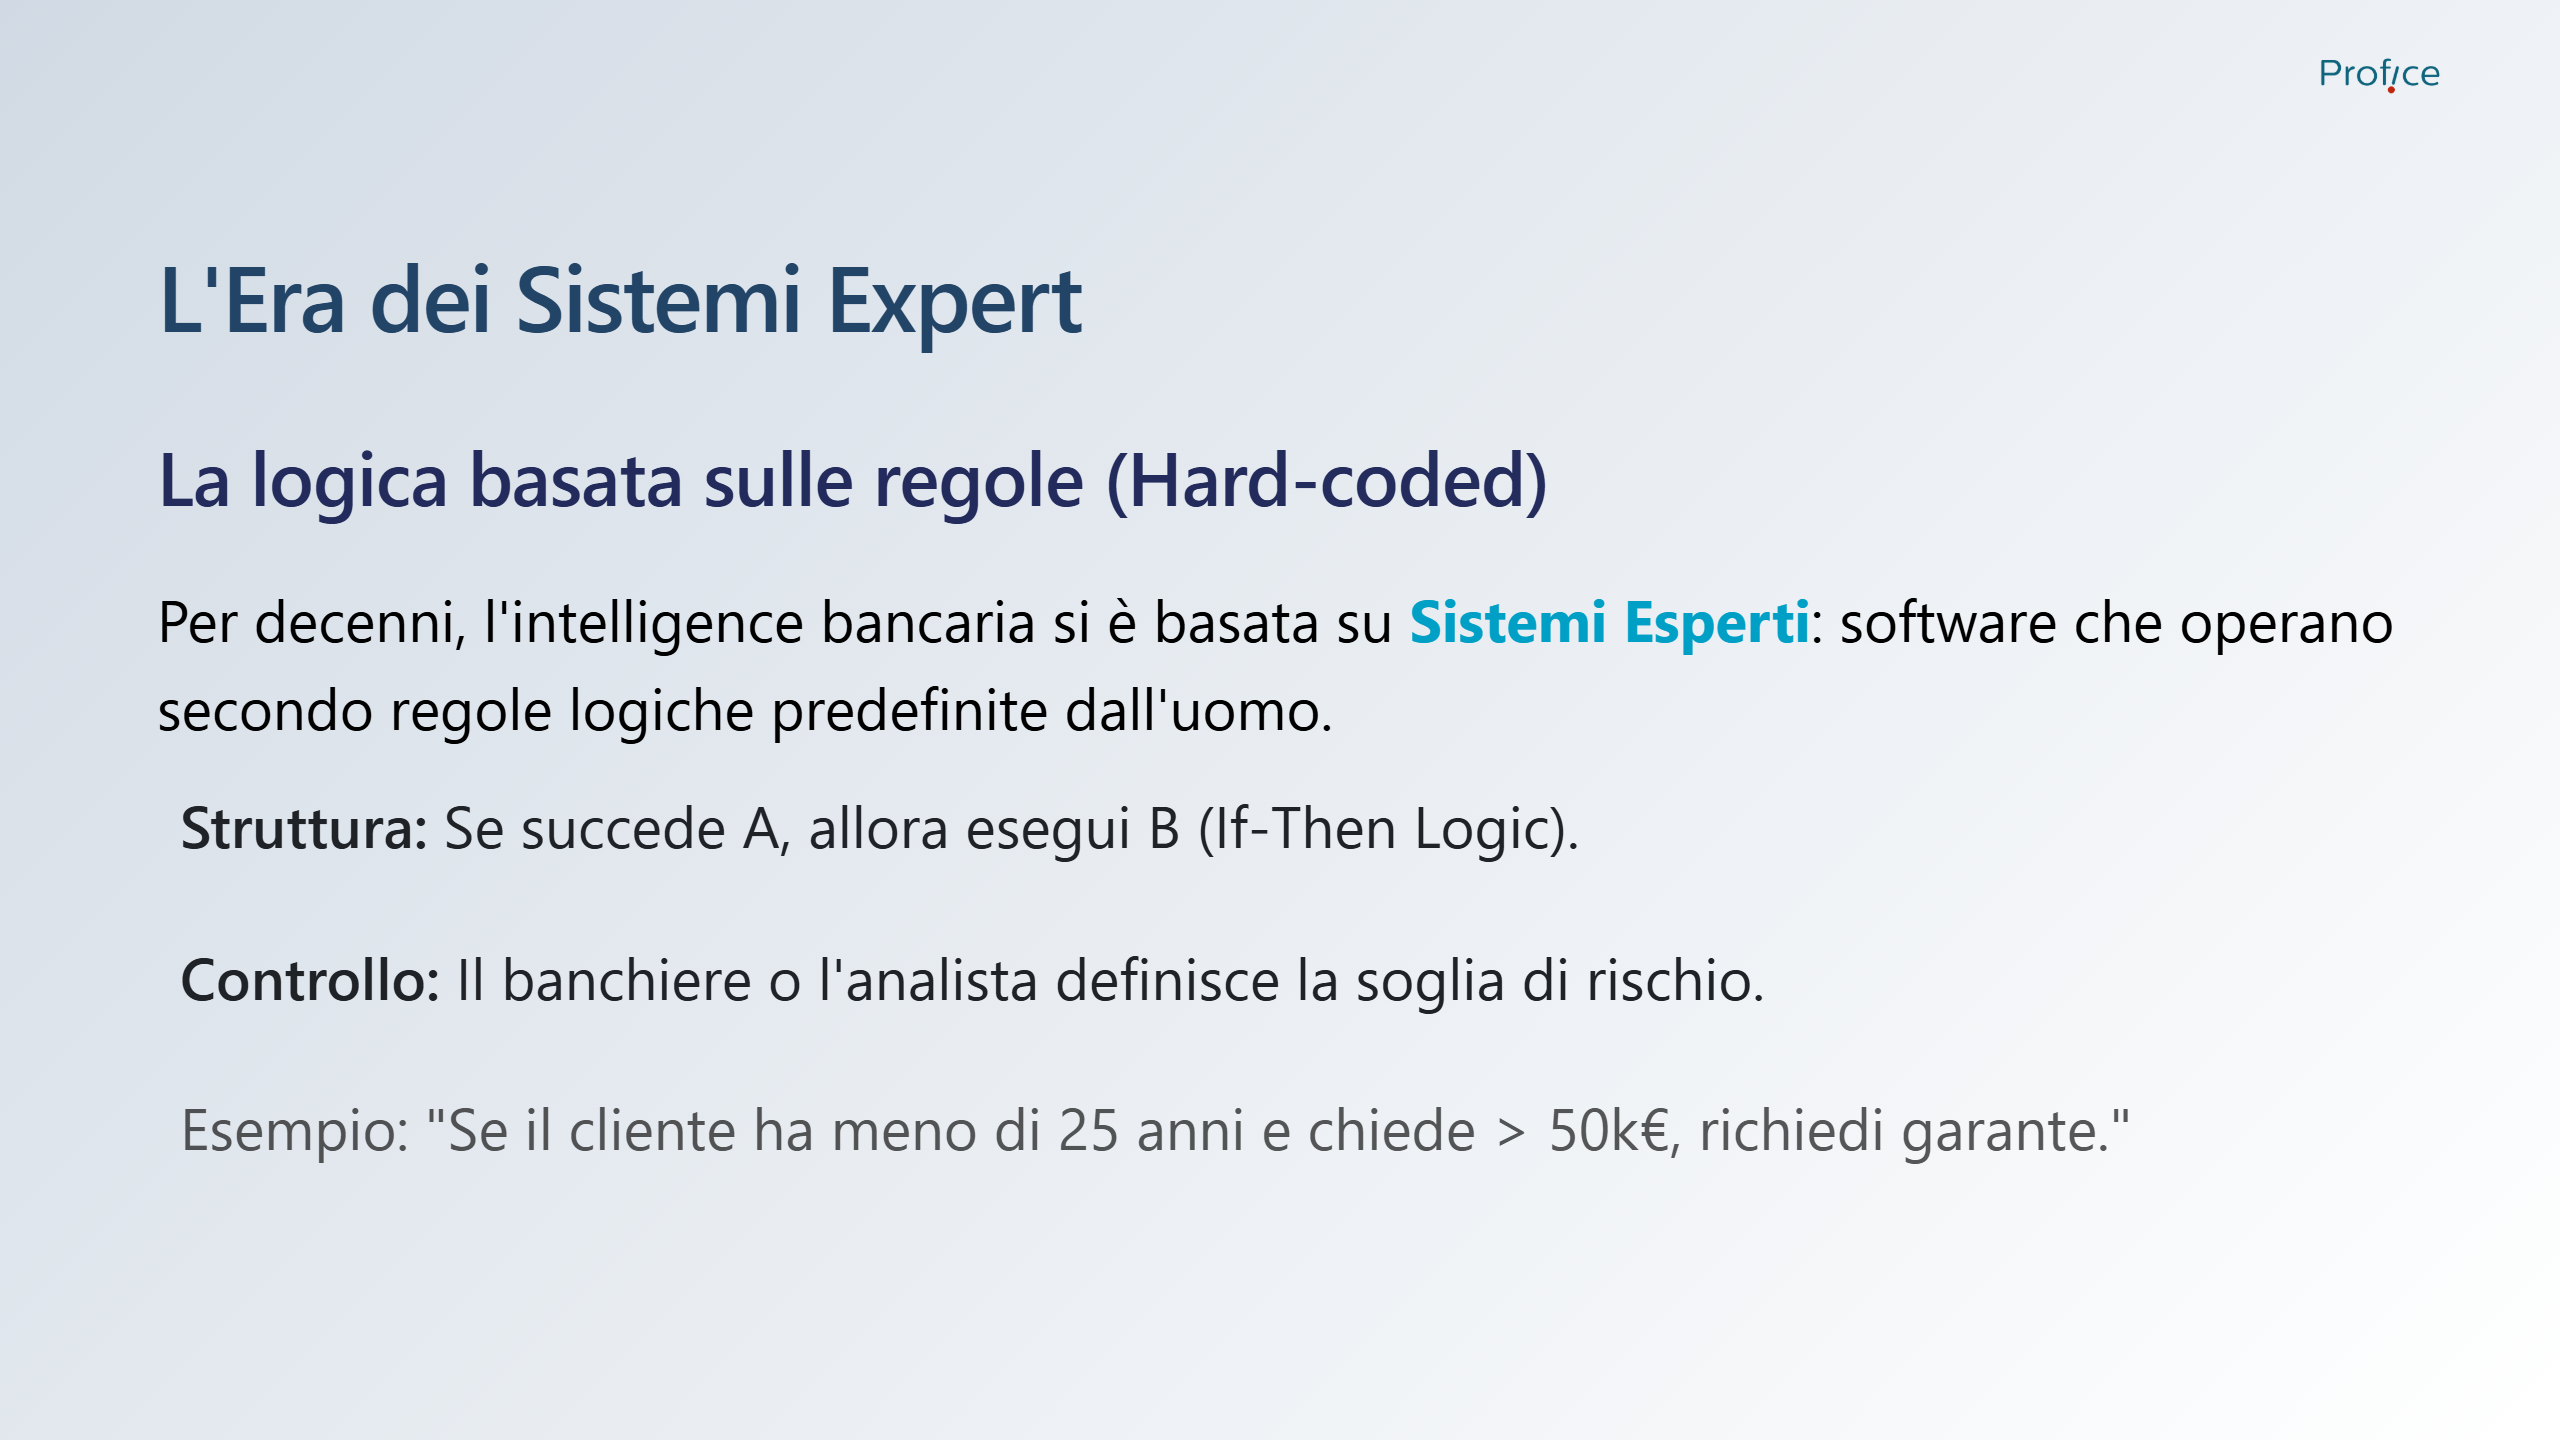 Profice
L'Era dei Sistemi Expert
La logica basata sulle regole (Hard-coded)
Per decenni, l'intelligence bancaria si è basata su Sistemi Esperti: software che operano
secondo regole logiche predefinite dall'uomo.
Struttura: Se succede A, allora esegui B (If-Then Logic).
Controllo: Il banchiere o l'analista definisce la soglia di rischio.
Esempio: "Se il cliente ha meno di 25 anni e chiede > 50k€, richiedi garante."